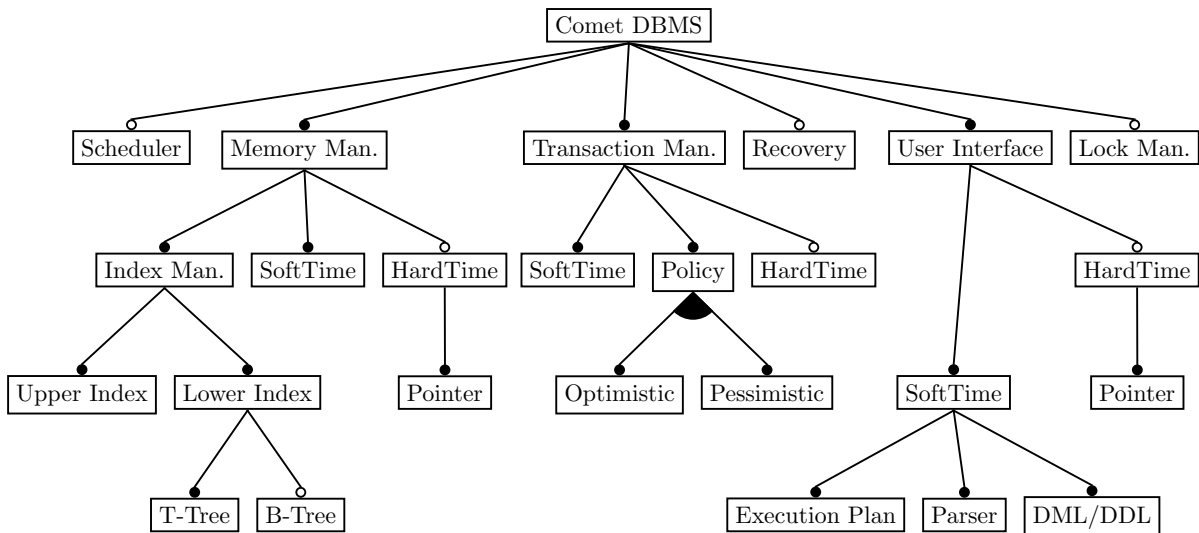 Comet DBMS
Scheduler
Memory Man.
Transaction Man.
Recovery
User Interface
Lock Man.
Index Man.
SoftTime
HardTime
SoftTime
Policy
HardTime
HardTime
Upper Index
Lower Index
Pointer
Optimistic
Pessimistic
SoftTime
Pointer
T-Tree
B-Tree
Execution Plan
Parser
DML/DDL